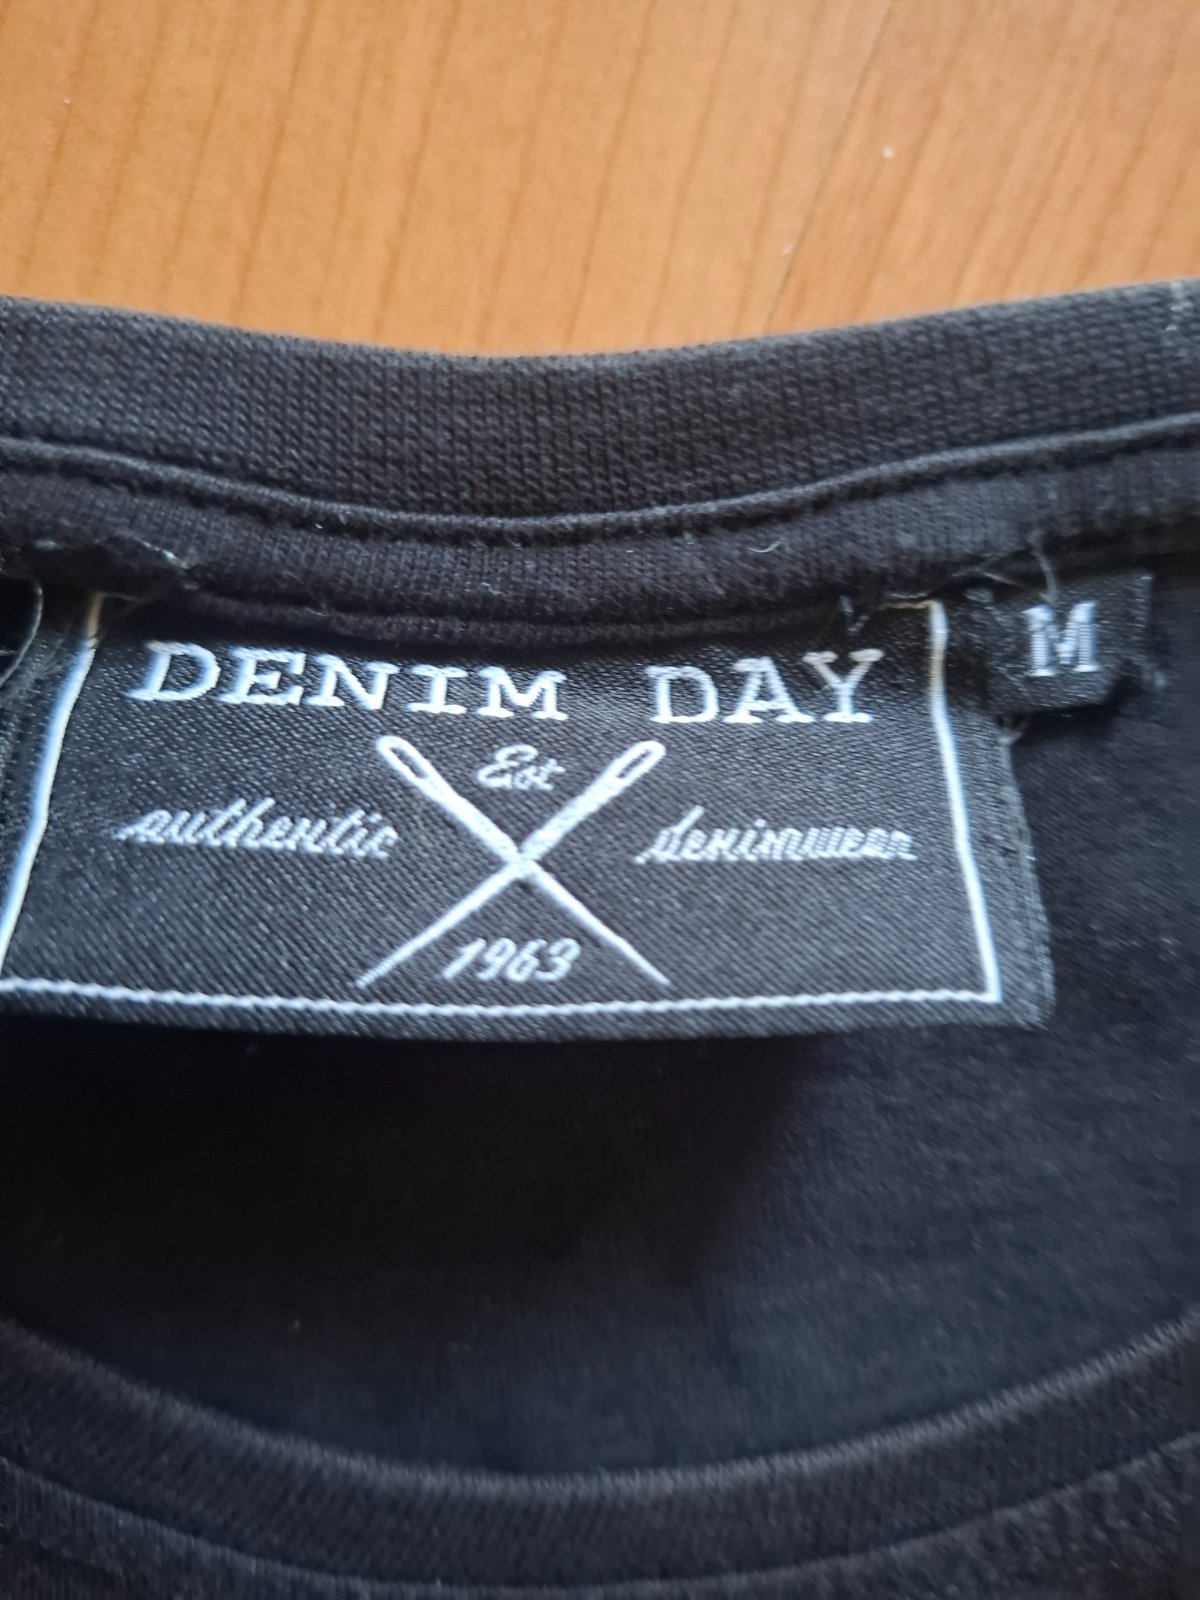 DENIM DAY
M
Est
authentic denimwear
1963